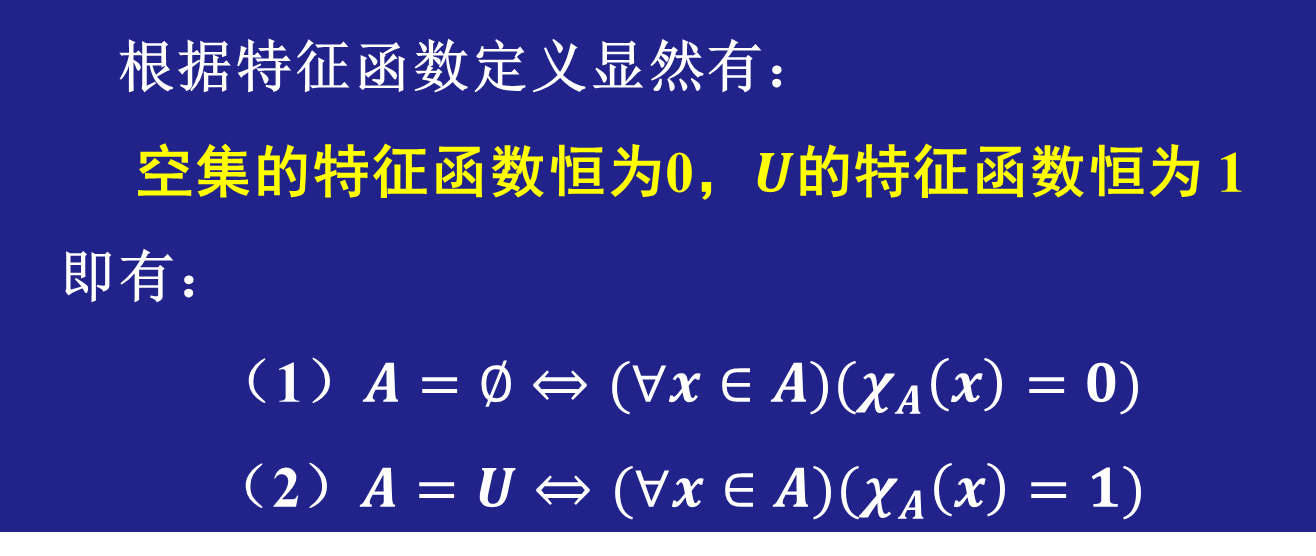 根据特征函数定义显然有：
空集的特征函数恒为0，U的特征函数恒为 1
即有：
（1）A = ∅ ⇔ (∀x ∈ A)(χ_A(x) = 0)
（2）A = U ⇔ (∀x ∈ A)(χ_A(x) = 1)